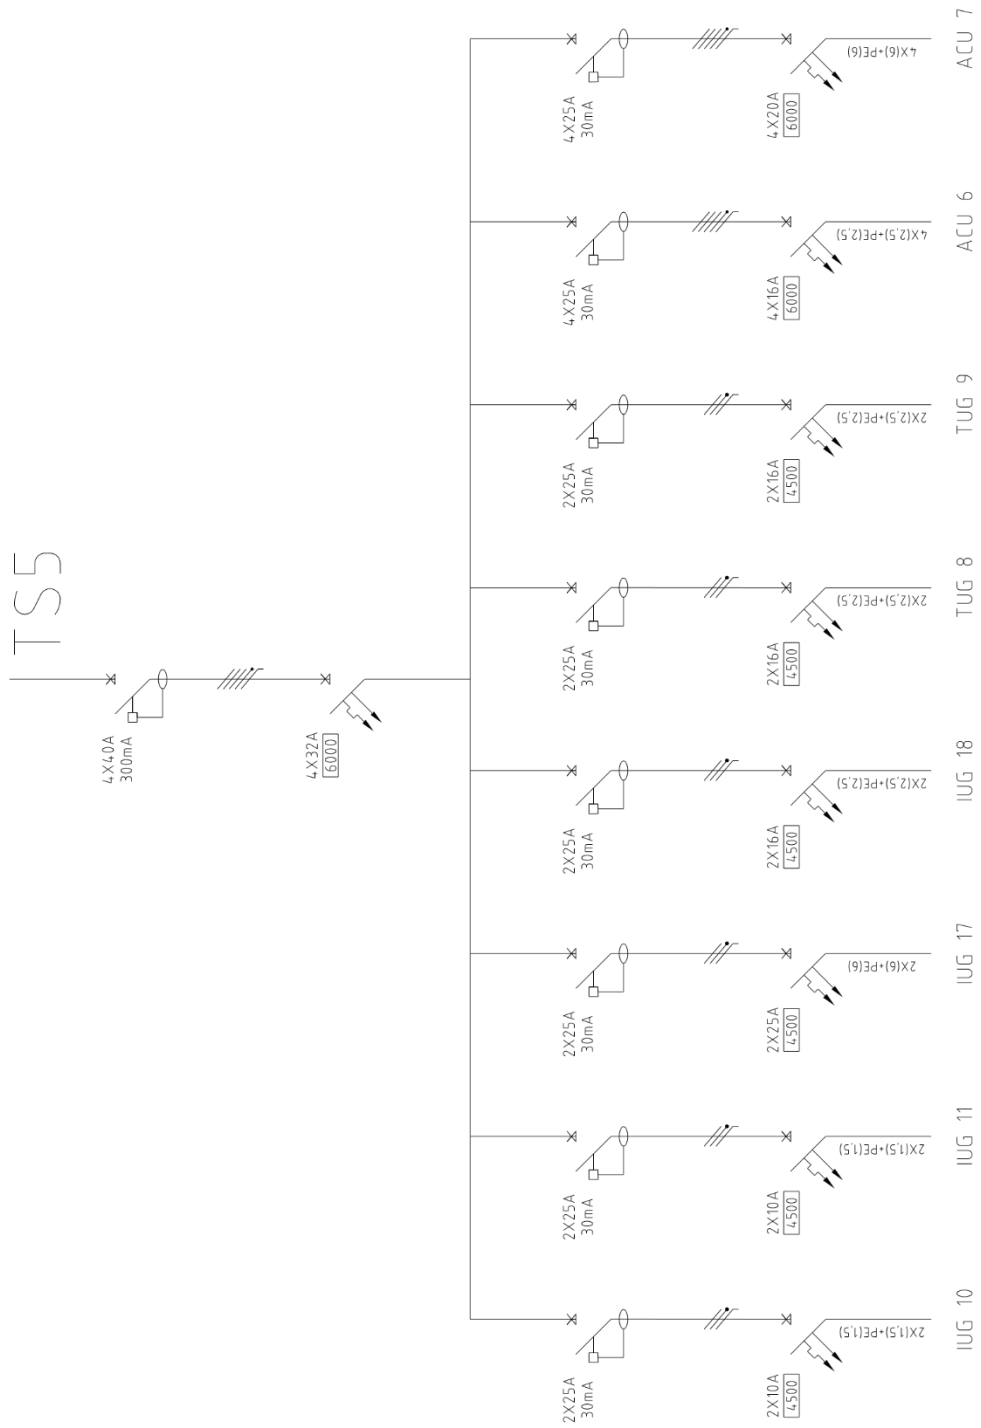 TS5
4X40A
300mA
4X32A
6000
2X25A
30mA
2X10A
4500
2X(1,5)+PE(1,5)
IUG 10
2X25A
30mA
2X10A
4500
2X(1,5)+PE(1,5)
IUG 11
2X25A
30mA
2X25A
4500
2X(6)+PE(6)
IUG 17
2X25A
30mA
2X16A
4500
2X(2,5)+PE(2,5)
IUG 18
2X25A
30mA
2X16A
4500
2X(2,5)+PE(2,5)
TUG 8
2X25A
30mA
2X16A
4500
2X(2,5)+PE(2,5)
TUG 9
4X25A
30mA
4X16A
6000
4X(2,5)+PE(2,5)
ACU 6
4X25A
30mA
4X20A
6000
4X(6)+PE(6)
ACU 7